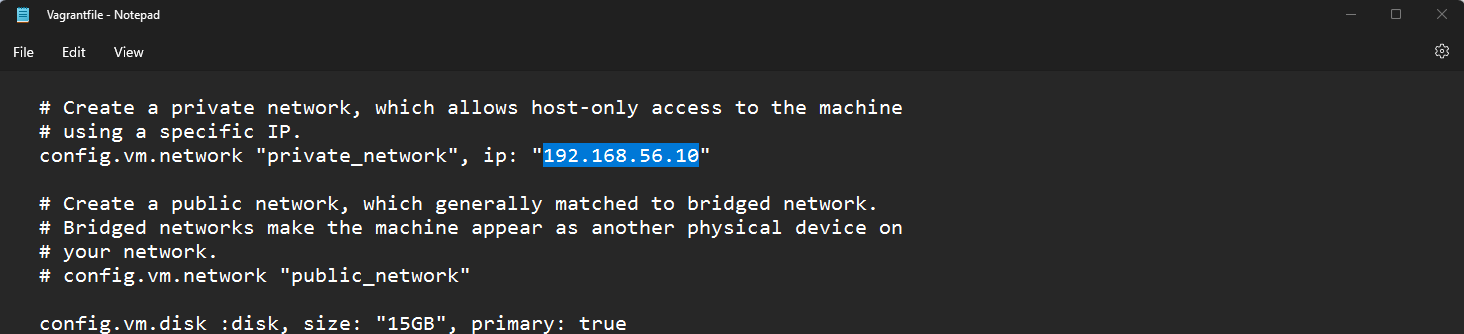 Vagrantfile - Notepad
File Edit View
# Create a private network, which allows host-only access to the machine
# using a specific IP.
config.vm.network "private_network", ip: "192.168.56.10"
# Create a public network, which generally matched to bridged network.
# Bridged networks make the machine appear as another physical device on
# your network.
# config.vm.network "public_network"
config.vm.disk :disk, size: "15GB", primary: true